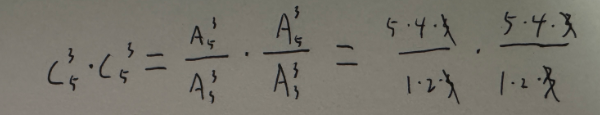 C₅³·C₅³ = A₅³/A₃³ · A₅³/A₃³ = 5·4·3/1·2·3 · 5·4·3/1·2·3